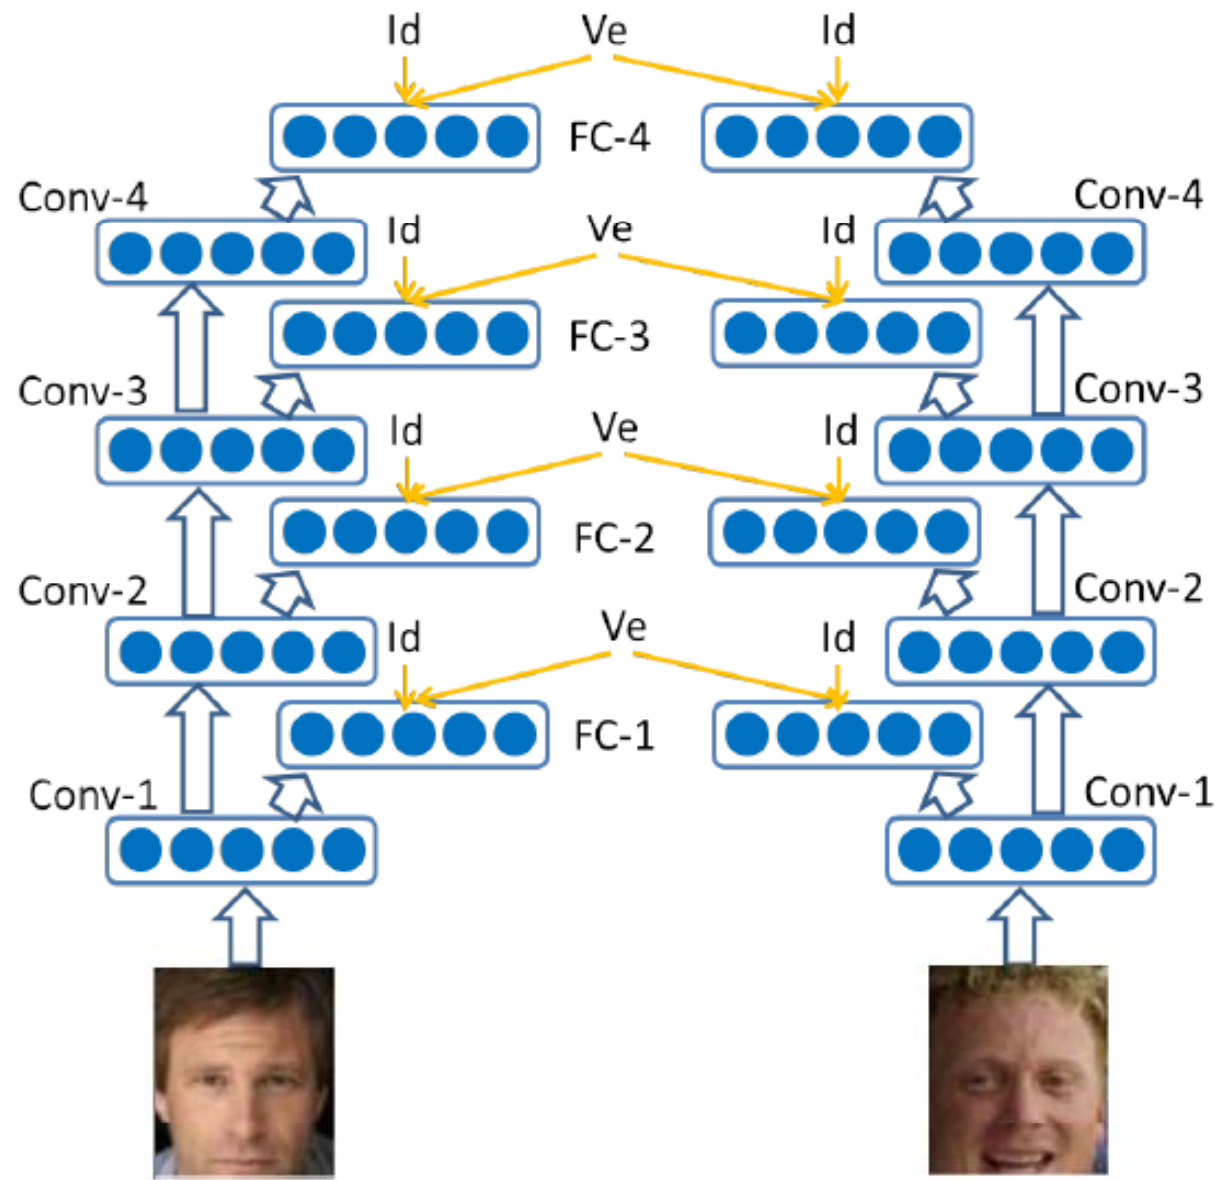 Id Ve Id
FC-4
Conv-4 Conv-4
Id Ve Id
FC-3
Conv-3 Conv-3
Id Ve Id
FC-2
Conv-2 Conv-2
Id Ve Id
FC-1
Conv-1 Conv-1